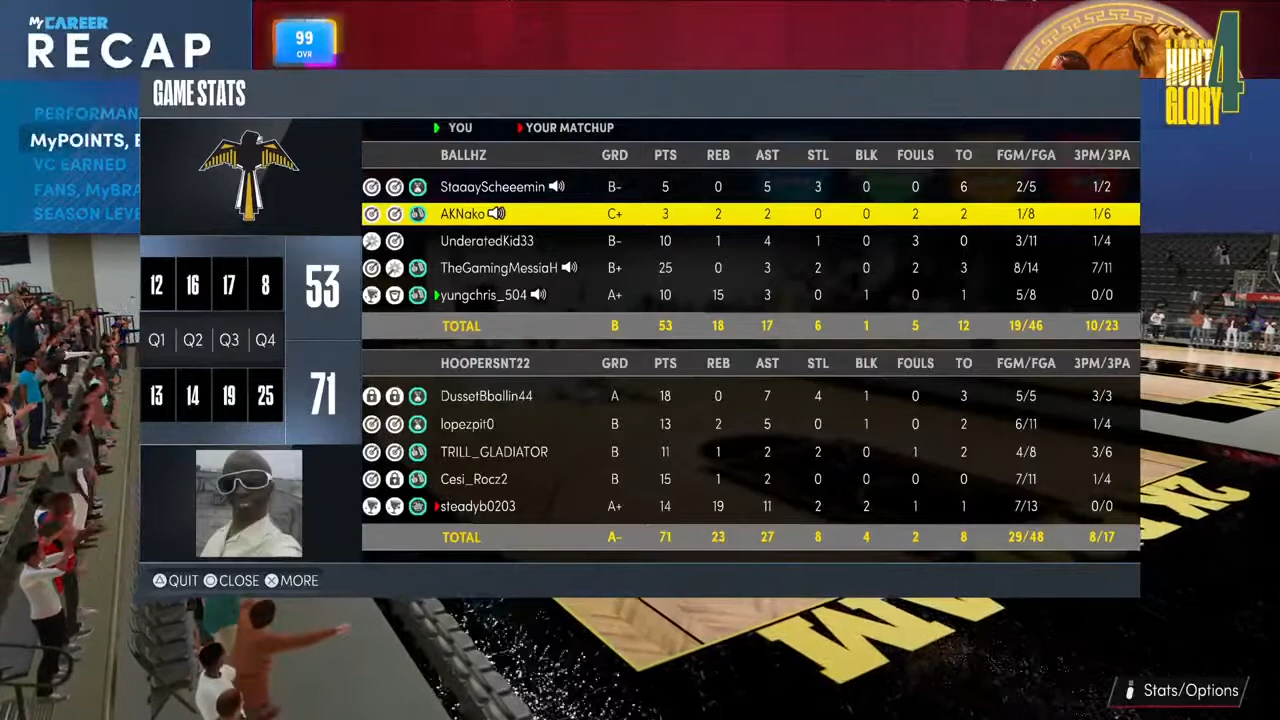 MyCAREER
RECAP
99
OVR
HUNT 4
GLORY
PERFORMAN
MyPOINTS, B
VC EARNED
FANS, MyBRA
SEASON LEVE
GAME STATS
YOU YOUR MATCHUP
BALLHZ GRD PTS REB AST STL BLK FOULS TO FGM/FGA 3PM/3PA
StaaayScheeemin B- 5 0 5 3 0 0 6 2/5 1/2
AKNako C+ 3 2 2 0 0 2 2 1/8 1/6
UnderatedKid33 B- 10 1 4 1 0 3 0 3/11 1/4
TheGamingMessiaH B+ 25 0 3 2 0 2 3 8/14 7/11
yungchris_504 A+ 10 15 3 0 1 0 1 5/8 0/0
TOTAL B 53 18 17 6 1 5 12 19/46 10/23
12 16 17 8 53
Q1 Q2 Q3 Q4
13 14 19 25 71
HOOPERSNT22 GRD PTS REB AST STL BLK FOULS TO FGM/FGA 3PM/3PA
DussetBballin44 A 18 0 7 4 1 0 3 5/5 3/3
lopezpit0 B 13 2 5 0 1 0 2 6/11 1/4
TRILL_GLADIATOR B 11 1 2 2 0 1 2 4/8 3/6
Cesi_Rocz2 B 15 1 2 0 0 0 0 7/11 1/4
steadyb0203 A+ 14 19 11 2 2 1 1 7/13 0/0
TOTAL A- 71 23 27 8 4 2 8 29/48 8/17
QUIT CLOSE MORE
Stats/Options